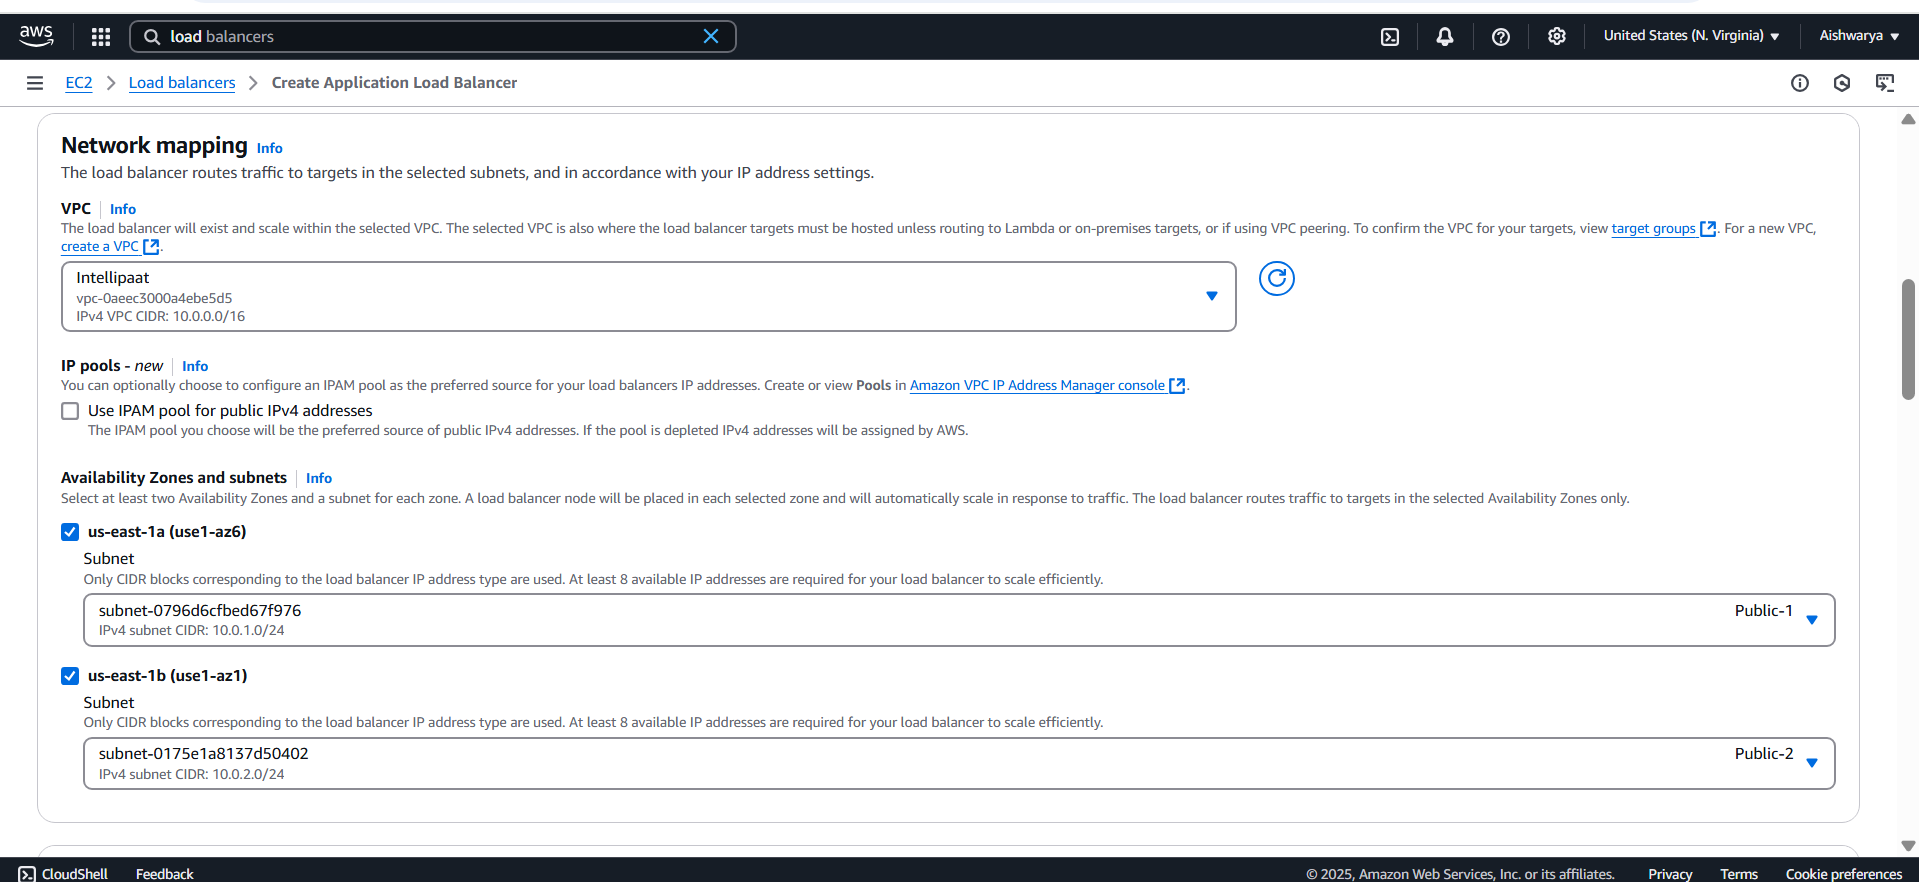 aws
load balancers
United States (N. Virginia)
Aishwarya
EC2
Load balancers
Create Application Load Balancer
Network mapping Info
The load balancer routes traffic to targets in the selected subnets, and in accordance with your IP address settings.
VPC Info
The load balancer will exist and scale within the selected VPC. The selected VPC is also where the load balancer targets must be hosted unless routing to Lambda or on-premises targets, or if using VPC peering. To confirm the VPC for your targets, view target groups. For a new VPC,
create a VPC.
Intellipaat
vpc-0aeec3000a4ebe5d5
IPv4 VPC CIDR: 10.0.0.0/16
IP pools - new Info
You can optionally choose to configure an IPAM pool as the preferred source for your load balancers IP addresses. Create or view Pools in Amazon VPC IP Address Manager console.
Use IPAM pool for public IPv4 addresses
The IPAM pool you choose will be the preferred source of public IPv4 addresses. If the pool is depleted IPv4 addresses will be assigned by AWS.
Availability Zones and subnets Info
Select at least two Availability Zones and a subnet for each zone. A load balancer node will be placed in each selected zone and will automatically scale in response to traffic. The load balancer routes traffic to targets in the selected Availability Zones only.
us-east-1a (use1-az6)
Subnet
Only CIDR blocks corresponding to the load balancer IP address type are used. At least 8 available IP addresses are required for your load balancer to scale efficiently.
subnet-0796d6cfbed67f976
Public-1
IPv4 subnet CIDR: 10.0.1.0/24
us-east-1b (use1-az1)
Subnet
Only CIDR blocks corresponding to the load balancer IP address type are used. At least 8 available IP addresses are required for your load balancer to scale efficiently.
subnet-0175e1a8137d50402
Public-2
IPv4 subnet CIDR: 10.0.2.0/24
CloudShell
Feedback
© 2025, Amazon Web Services, Inc. or its affiliates.
Privacy
Terms
Cookie preferences